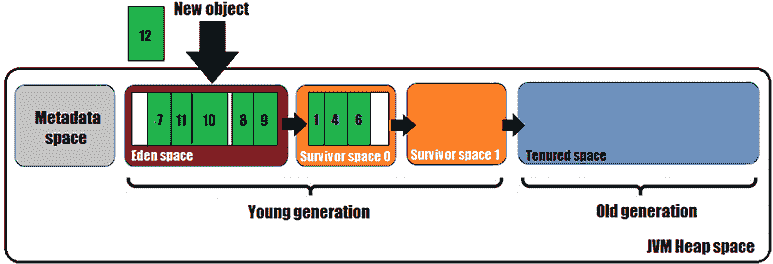 New object
12
Metadata
space
7 11 10 8 9
Eden space
1 4 6
Survivor space 0
Survivor space 1
Tenured space
Young generation
Old generation
JVM Heap space